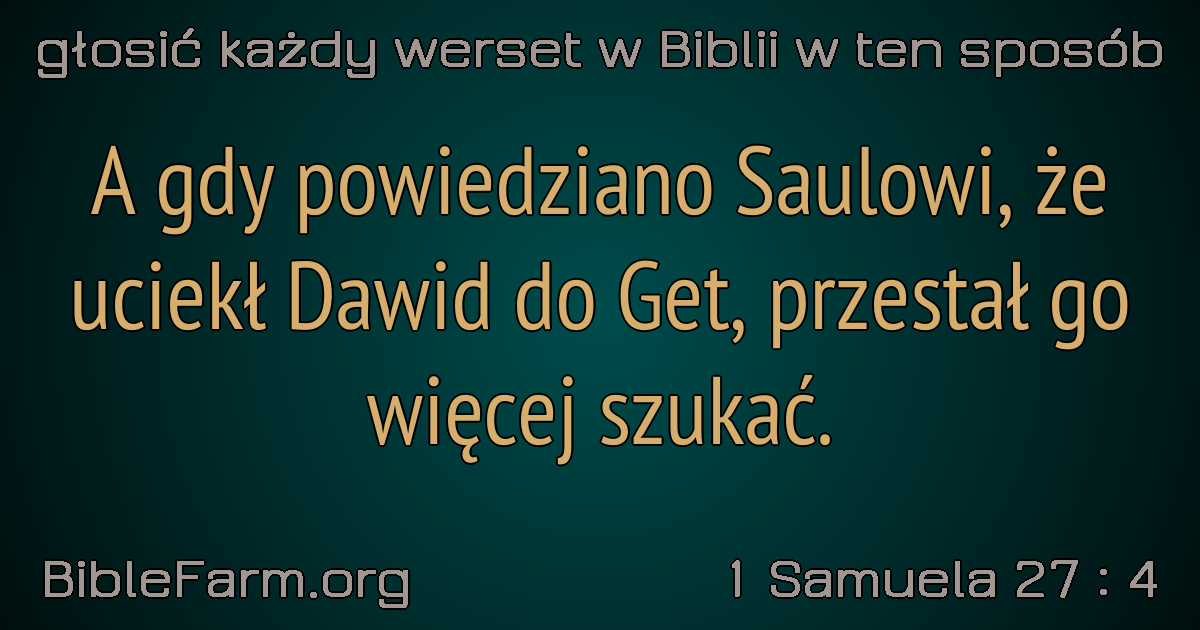 głosić każdy werset w Biblii w ten sposób
A gdy powiedziano Saulowi, że
uciekł Dawid do Get, przestał go
więcej szukać.
BibleFarm.org
1 Samuela 27 : 4